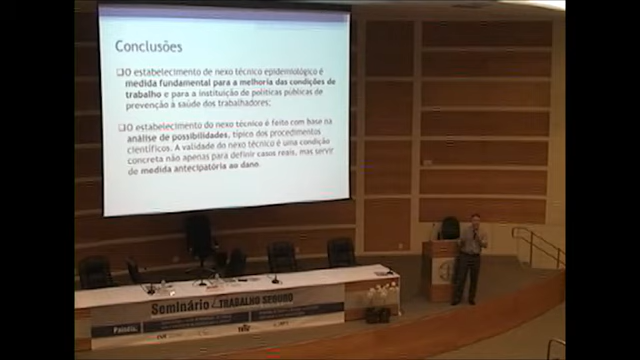 Conclusões
❑O estabelecimento de nexo técnico epidemiológico é
medida fundamental para a melhoria das condições de
trabalho e para a instituição de políticas públicas de
prevenção à saúde dos trabalhadores;
❑O estabelecimento do nexo técnico é feito com base na
análise de possibilidades, típico dos procedimentos
científicos. A validade do nexo técnico é uma condição
concreta não apenas para definir casos reais, mas servir
de medida antecipatória ao dano.
Seminário TRABALHO SEGURO